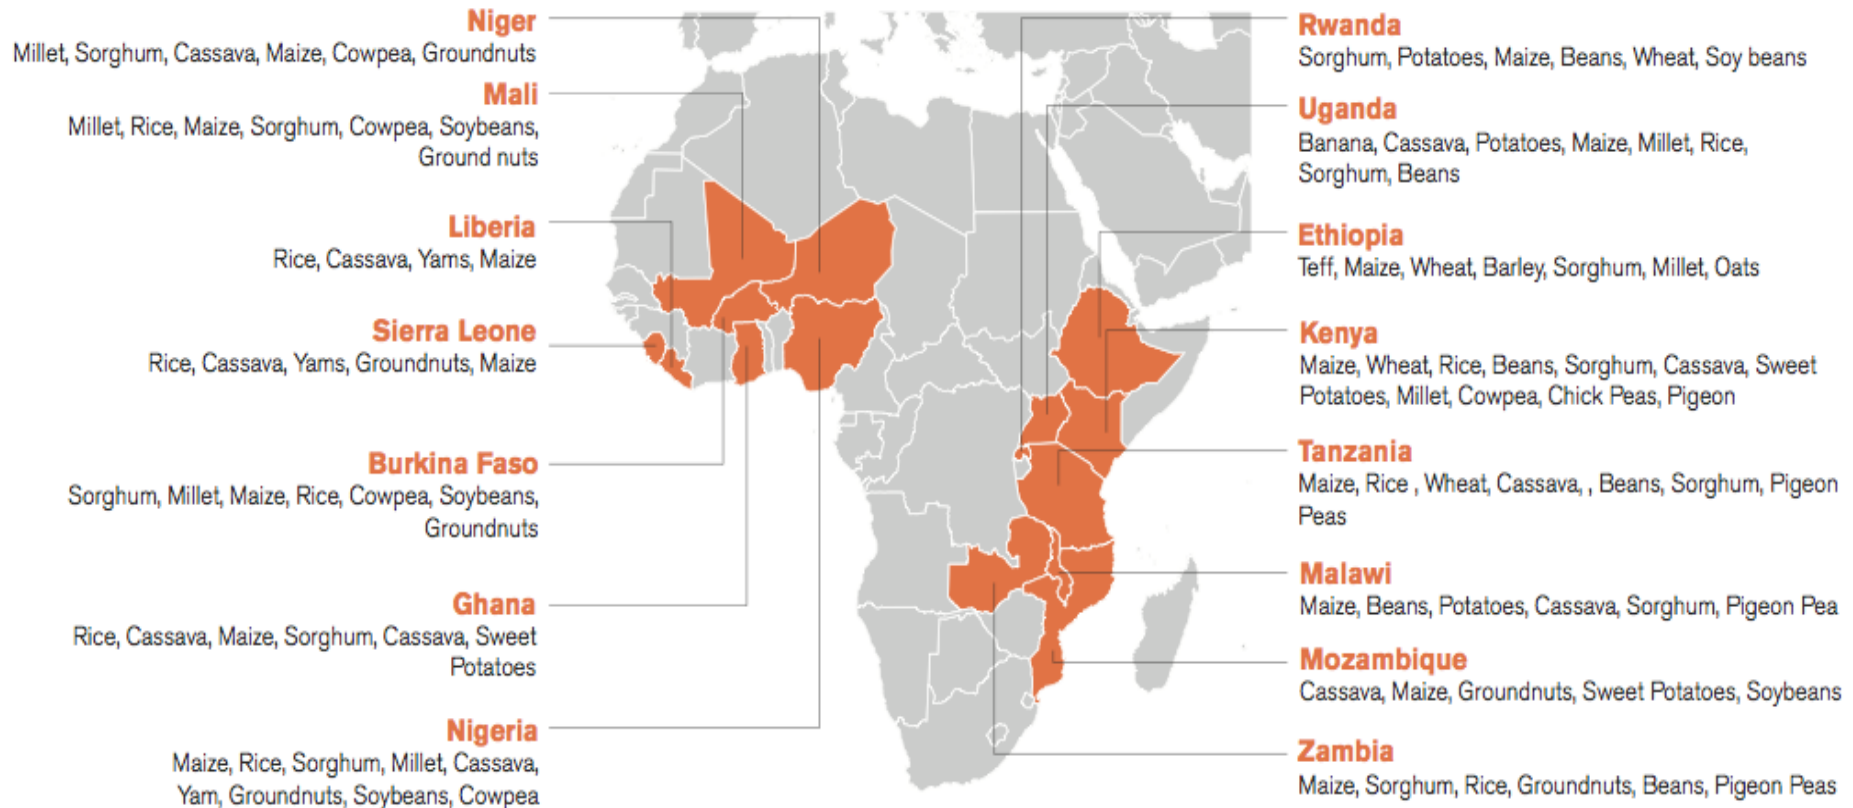 Niger
Millet, Sorghum, Cassava, Maize, Cowpea, Groundnuts
Mali
Millet, Rice, Maize, Sorghum, Cowpea, Soybeans,
Ground nuts
Liberia
Rice, Cassava, Yams, Maize
Sierra Leone
Rice, Cassava, Yams, Groundnuts, Maize
Burkina Faso
Sorghum, Millet, Maize, Rice, Cowpea, Soybeans,
Groundnuts
Ghana
Rice, Cassava, Maize, Sorghum, Cassava, Sweet
Potatoes
Nigeria
Maize, Rice, Sorghum, Millet, Cassava,
Yam, Groundnuts, Soybeans, Cowpea
Rwanda
Sorghum, Potatoes, Maize, Beans, Wheat, Soy beans
Uganda
Banana, Cassava, Potatoes, Maize, Millet, Rice,
Sorghum, Beans
Ethiopia
Teff, Maize, Wheat, Barley, Sorghum, Millet, Oats
Kenya
Maize, Wheat, Rice, Beans, Sorghum, Cassava, Sweet
Potatoes, Millet, Cowpea, Chick Peas, Pigeon
Tanzania
Maize, Rice , Wheat, Cassava, , Beans, Sorghum, Pigeon
Peas
Malawi
Maize, Beans, Potatoes, Cassava, Sorghum, Pigeon Pea
Mozambique
Cassava, Maize, Groundnuts, Sweet Potatoes, Soybeans
Zambia
Maize, Sorghum, Rice, Groundnuts, Beans, Pigeon Peas